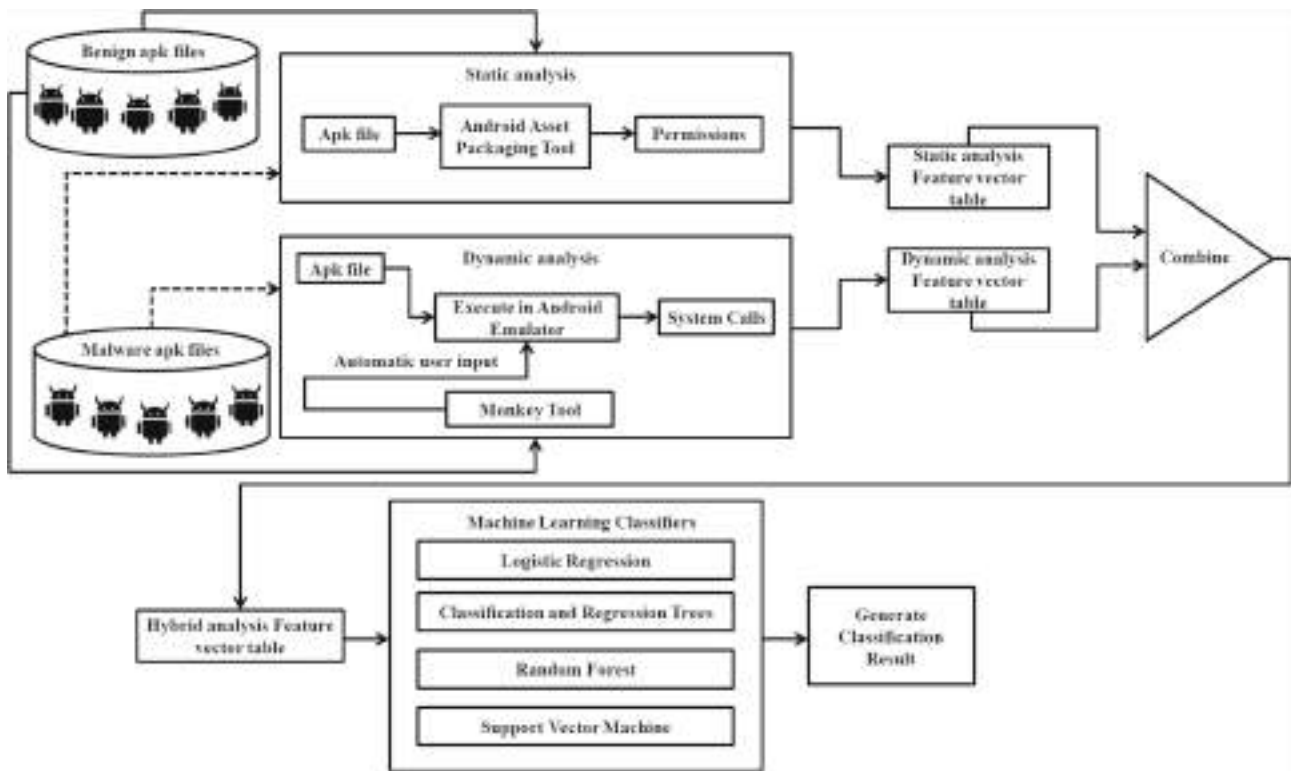 Benign apk files
Static analysis
Apk file
Android Asset
Packaging Tool
Permissions
Static analysis
Feature vector
table
Dynamic analysis
Apk file
Execute in Android
Emulator
System Calls
Automatic user input
Monkey Tool
Dynamic analysis
Feature vector
table
Combine
Malware apk files
Machine Learning Classifiers
Logistic Regression
Classification and Regression Trees
Random Forest
Support Vector Machine
Hybrid analysis Feature
vector table
Generate
Classification
Result